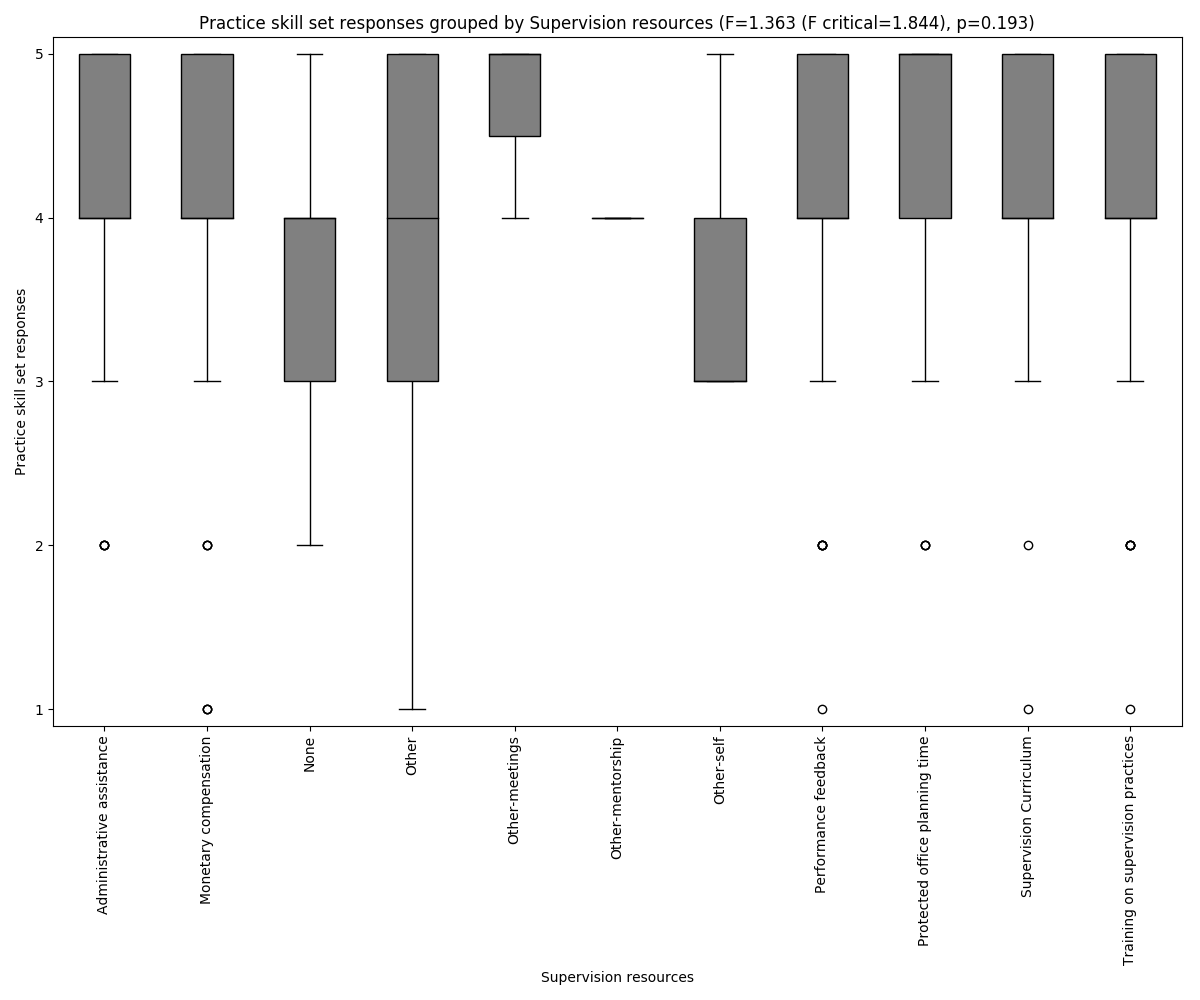 Practice skill set responses grouped by Supervision resources (F=1.363 (F critical=1.844), p=0.193)
5
4
3
2
1
Practice skill set responses
Administrative assistance
Monetary compensation
None
Other
Other-meetings
Other-mentorship
Other-self
Performance feedback
Protected office planning time
Supervision Curriculum
Training on supervision practices
Supervision resources